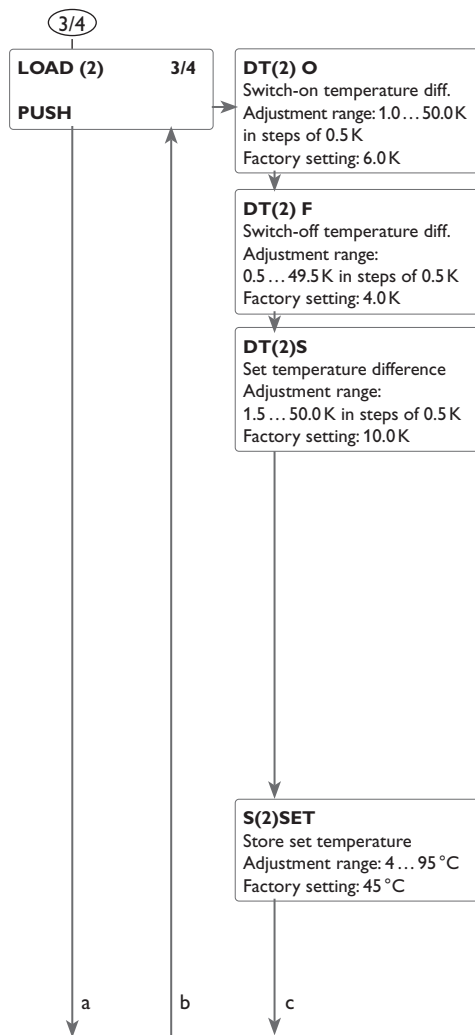 3/4
LOAD (2) 3/4
PUSH
DT(2) O
Switch-on temperature diff.
Adjustment range: 1.0 … 50.0 K
in steps of 0.5 K
Factory setting: 6.0 K
DT(2) F
Switch-off temperature diff.
Adjustment range:
0.5 … 49.5 K in steps of 0.5 K
Factory setting: 4.0 K
DT(2)S
Set temperature difference
Adjustment range:
1.5 … 50.0 K in steps of 0.5 K
Factory setting: 10.0 K
S(2)SET
Store set temperature
Adjustment range: 4 … 95 °C
Factory setting: 45 °C
a b c